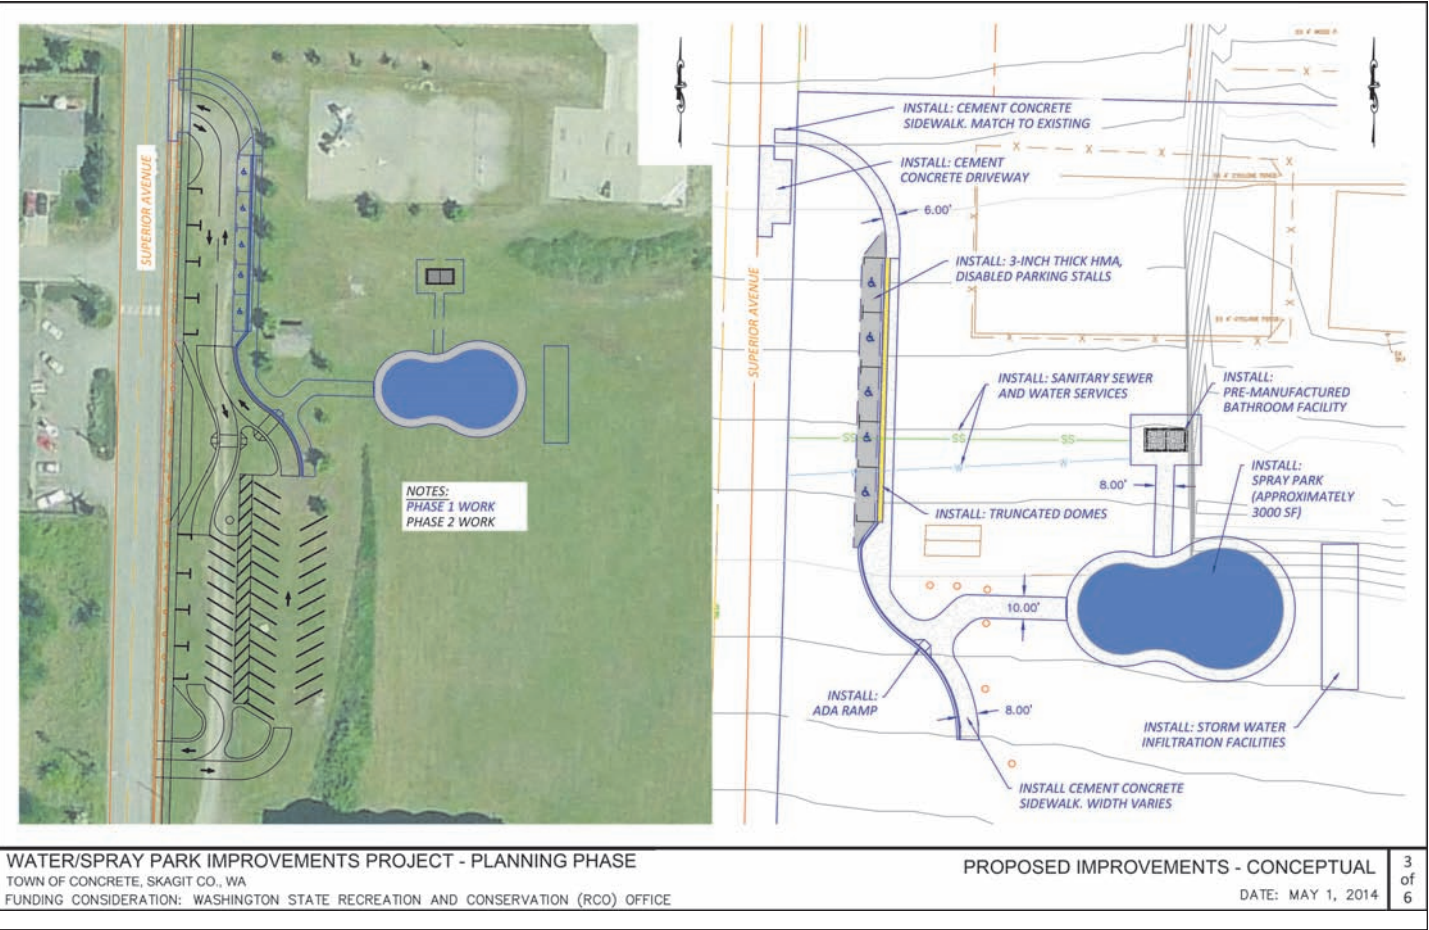 SUPERIOR AVENUE
NOTES:
PHASE 1 WORK
PHASE 2 WORK
INSTALL: CEMENT CONCRETE
SIDEWALK. MATCH TO EXISTING
INSTALL: CEMENT
CONCRETE DRIVEWAY
6.00'
INSTALL: 3-INCH THICK HMA,
DISABLED PARKING STALLS
SUPERIOR AVENUE
INSTALL: SANITARY SEWER
AND WATER SERVICES
INSTALL:
PRE-MANUFACTURED
BATHROOM FACILITY
SS
SS
SS
W
W
8.00'
INSTALL:
SPRAY PARK
(APPROXIMATELY
3000 SF)
INSTALL: TRUNCATED DOMES
10.00'
INSTALL:
ADA RAMP
8.00'
INSTALL: STORM WATER
INFILTRATION FACILITIES
INSTALL CEMENT CONCRETE
SIDEWALK. WIDTH VARIES
WATER/SPRAY PARK IMPROVEMENTS PROJECT - PLANNING PHASE
TOWN OF CONCRETE, SKAGIT CO., WA
FUNDING CONSIDERATION: WASHINGTON STATE RECREATION AND CONSERVATION (RCO) OFFICE
PROPOSED IMPROVEMENTS - CONCEPTUAL
DATE: MAY 1, 2014
3
of
6